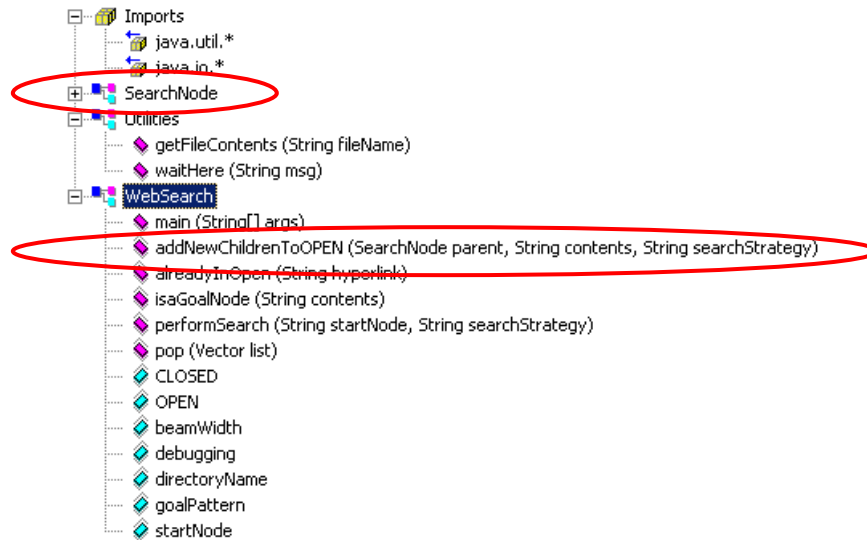 Imports
java.util.*
java.io.*
SearchNode
Utilities
getFileContents (String fileName)
waitHere (String msg)
WebSearch
main (String[] args)
addNewChildrenToOPEN (SearchNode parent, String contents, String searchStrategy)
alreadyInOpen (String hyperlink)
isaGoalNode (String contents)
performSearch (String startNode, String searchStrategy)
pop (Vector list)
CLOSED
OPEN
beamWidth
debugging
directoryName
goalPattern
startNode